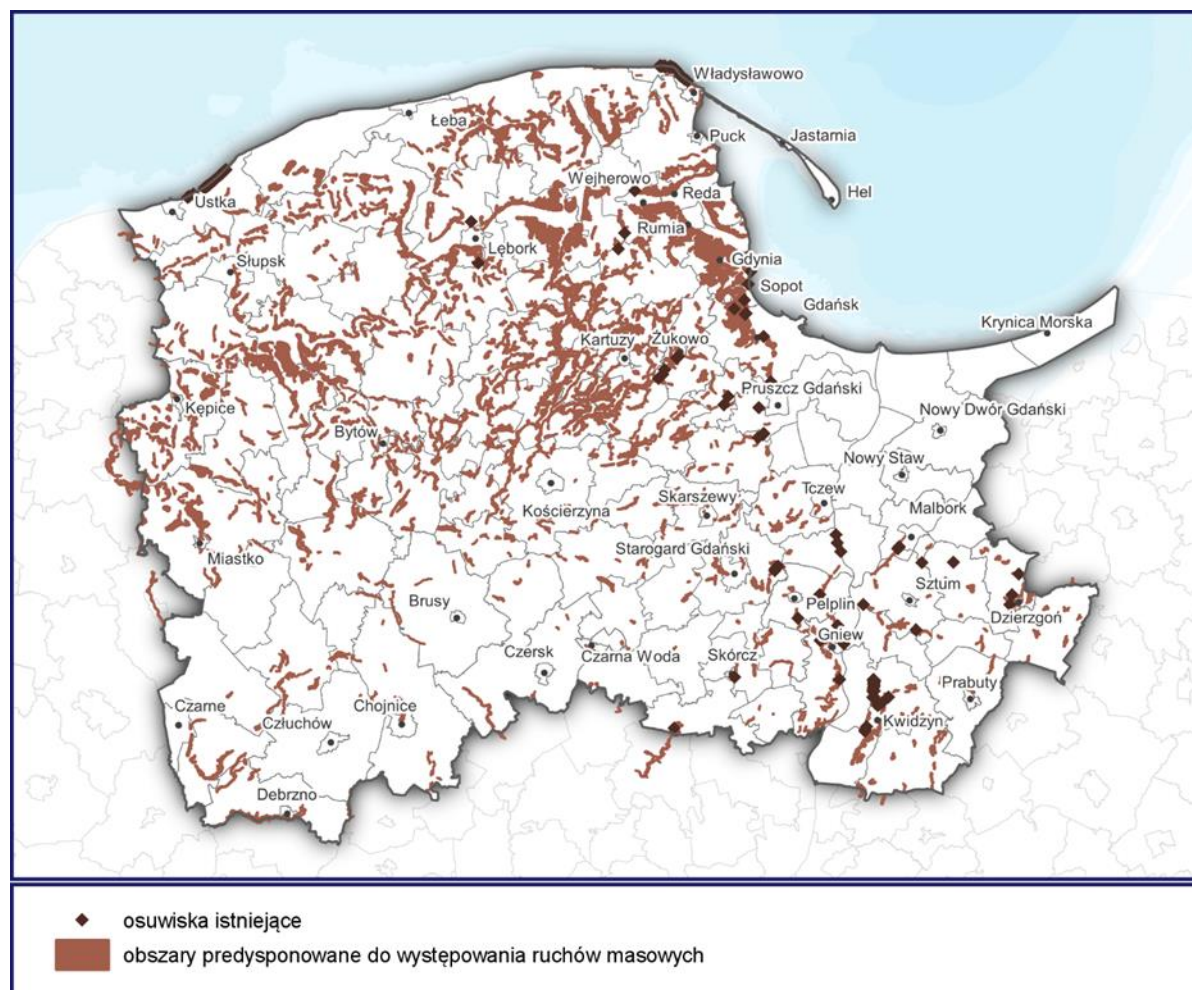 Władysławowo
Łeba
Puck
Jastarnia
Wejherowo
Reda
Hel
Ustka
Rumia
Lębork
Gdynia
Słupsk
Sopot
Gdańsk
Krynica Morska
Kartuzy
Żukowo
Pruszcz Gdański
Kępice
Nowy Dwór Gdański
Bytów
Nowy Staw
Kościerzyna
Skarszewy
Tczew
Malbork
Miastko
Starogard Gdański
Sztum
Brusy
Pelplin
Dzierzgoń
Gniew
Czersk
Czarna Woda
Skórcz
Prabuty
Czarne
Człuchów
Chojnice
Kwidzyn
Debrzno
osuwiska istniejące
obszary predysponowane do występowania ruchów masowych